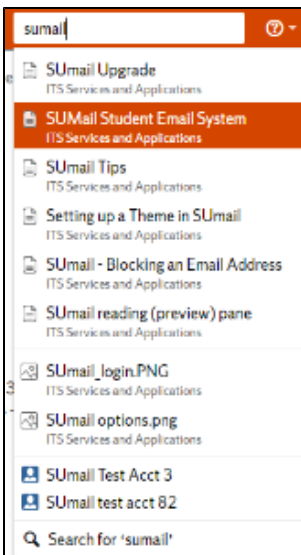 sumail
SUmail Upgrade
ITS Services and Applications
SUMail Student Email System
ITS Services and Applications
SUmail Tips
ITS Services and Applications
Setting up a Theme in SUmail
ITS Services and Applications
SUmail - Blocking an Email Address
ITS Services and Applications
SUmail reading (preview) pane
ITS Services and Applications
SUmail_login.PNG
ITS Services and Applications
SUmail options.png
ITS Services and Applications
SUmail Test Acct 3
SUmail test acct 82
Search for 'sumail'